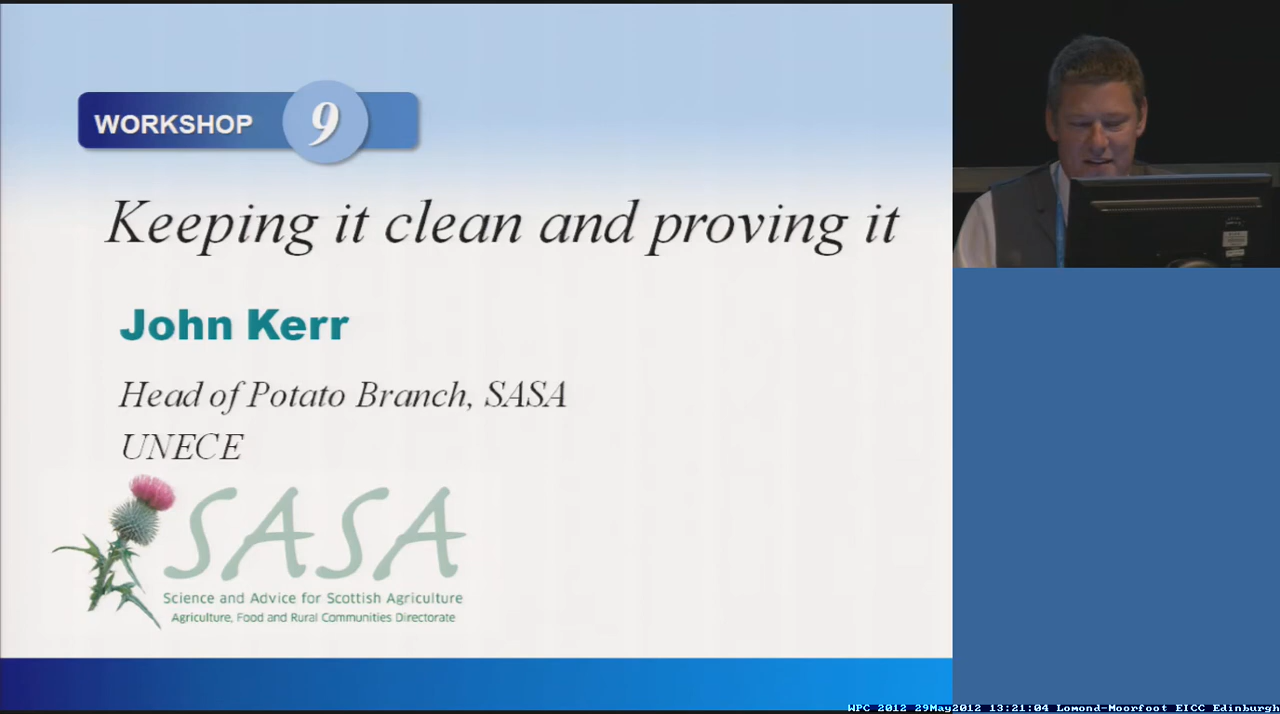 WORKSHOP 9
Keeping it clean and proving it
John Kerr
Head of Potato Branch, SASA
UNECE
SASA
Science and Advice for Scottish Agriculture
Agriculture, Food and Rural Communities Directorate
WPC 2012 29May2012 13:21:04 Lomond-Moorfoot EICC Edinburgh